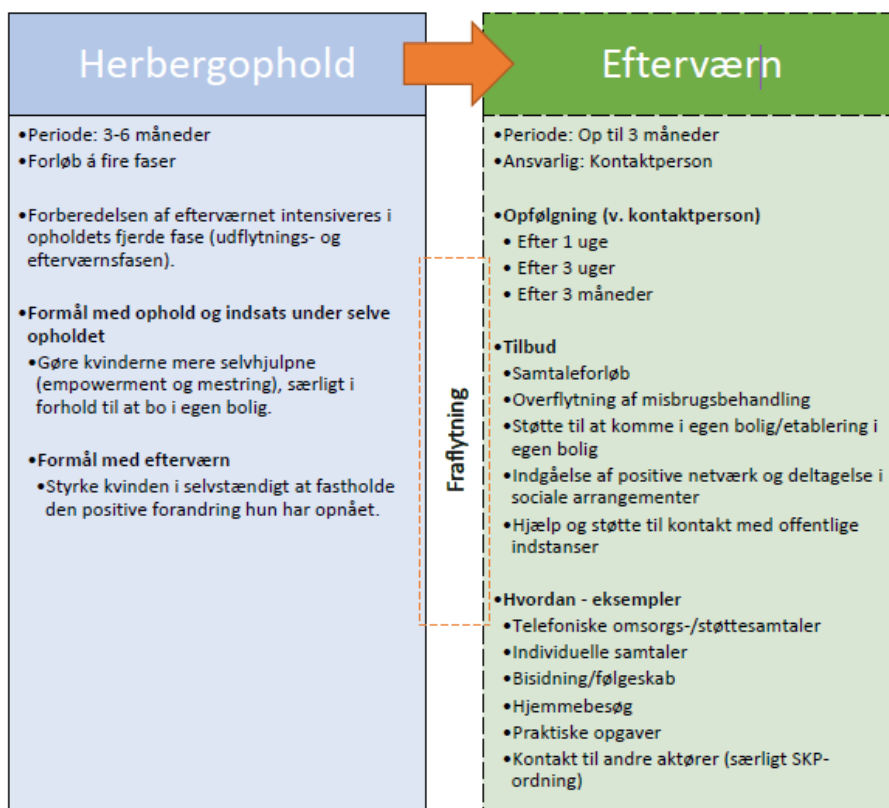 Herbergophold
•Periode: 3-6 måneder
•Forløb á fire faser
•Forberedelsen af efterværnet intensiveres i
opholdets fjerde fase (udflytnings- og
efterværnsfasen).
•Formål med ophold og indsats under selve
opholdet
•Gøre kvinderne mere selvhjulpne
(empowerment og mestring), særligt i
forhold til at bo i egen bolig.
•Formål med efterværn
•Styrke kvinden i selvstændigt at fastholde
den positive forandring hun har opnået.
Fraflytning
Efterværn
•Periode: Op til 3 måneder
•Ansvarlig: Kontaktperson
•Opfølgning (v. kontaktperson)
•Efter 1 uge
•Efter 3 uger
•Efter 3 måneder
•Tilbud
•Samtaleforløb
•Overflytning af misbrugsbehandling
•Støtte til at komme i egen bolig/etablering i
egen bolig
•Indgåelse af positive netværk og deltagelse i
sociale arrangementer
•Hjælp og støtte til kontakt med offentlige
indstanser
•Hvordan - eksempler
•Telefoniske omsorgs-/støttesamtaler
•Individuelle samtaler
•Bisidning/følgeskab
•Hjemmebesøg
•Praktiske opgaver
•Kontakt til andre aktører (særligt SKP-
ordning)